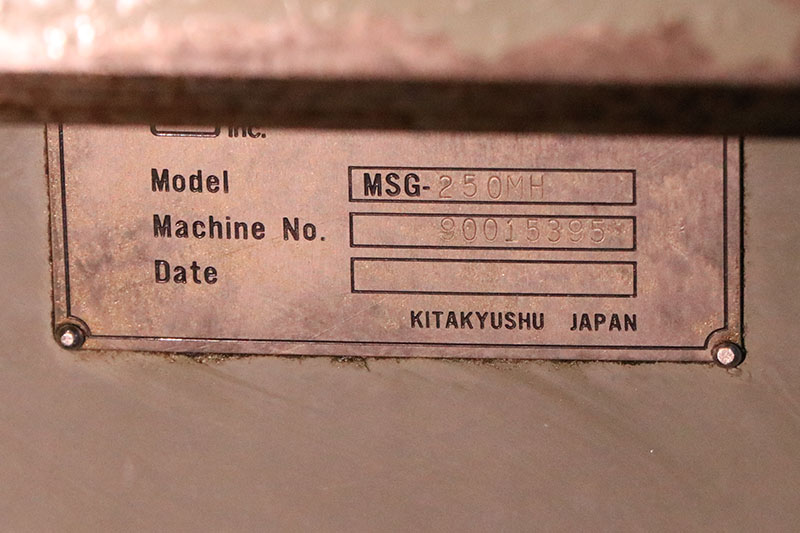 Inc.
Model MSG-250MH
Machine No. 90015395
Date
KITAKYUSHU JAPAN